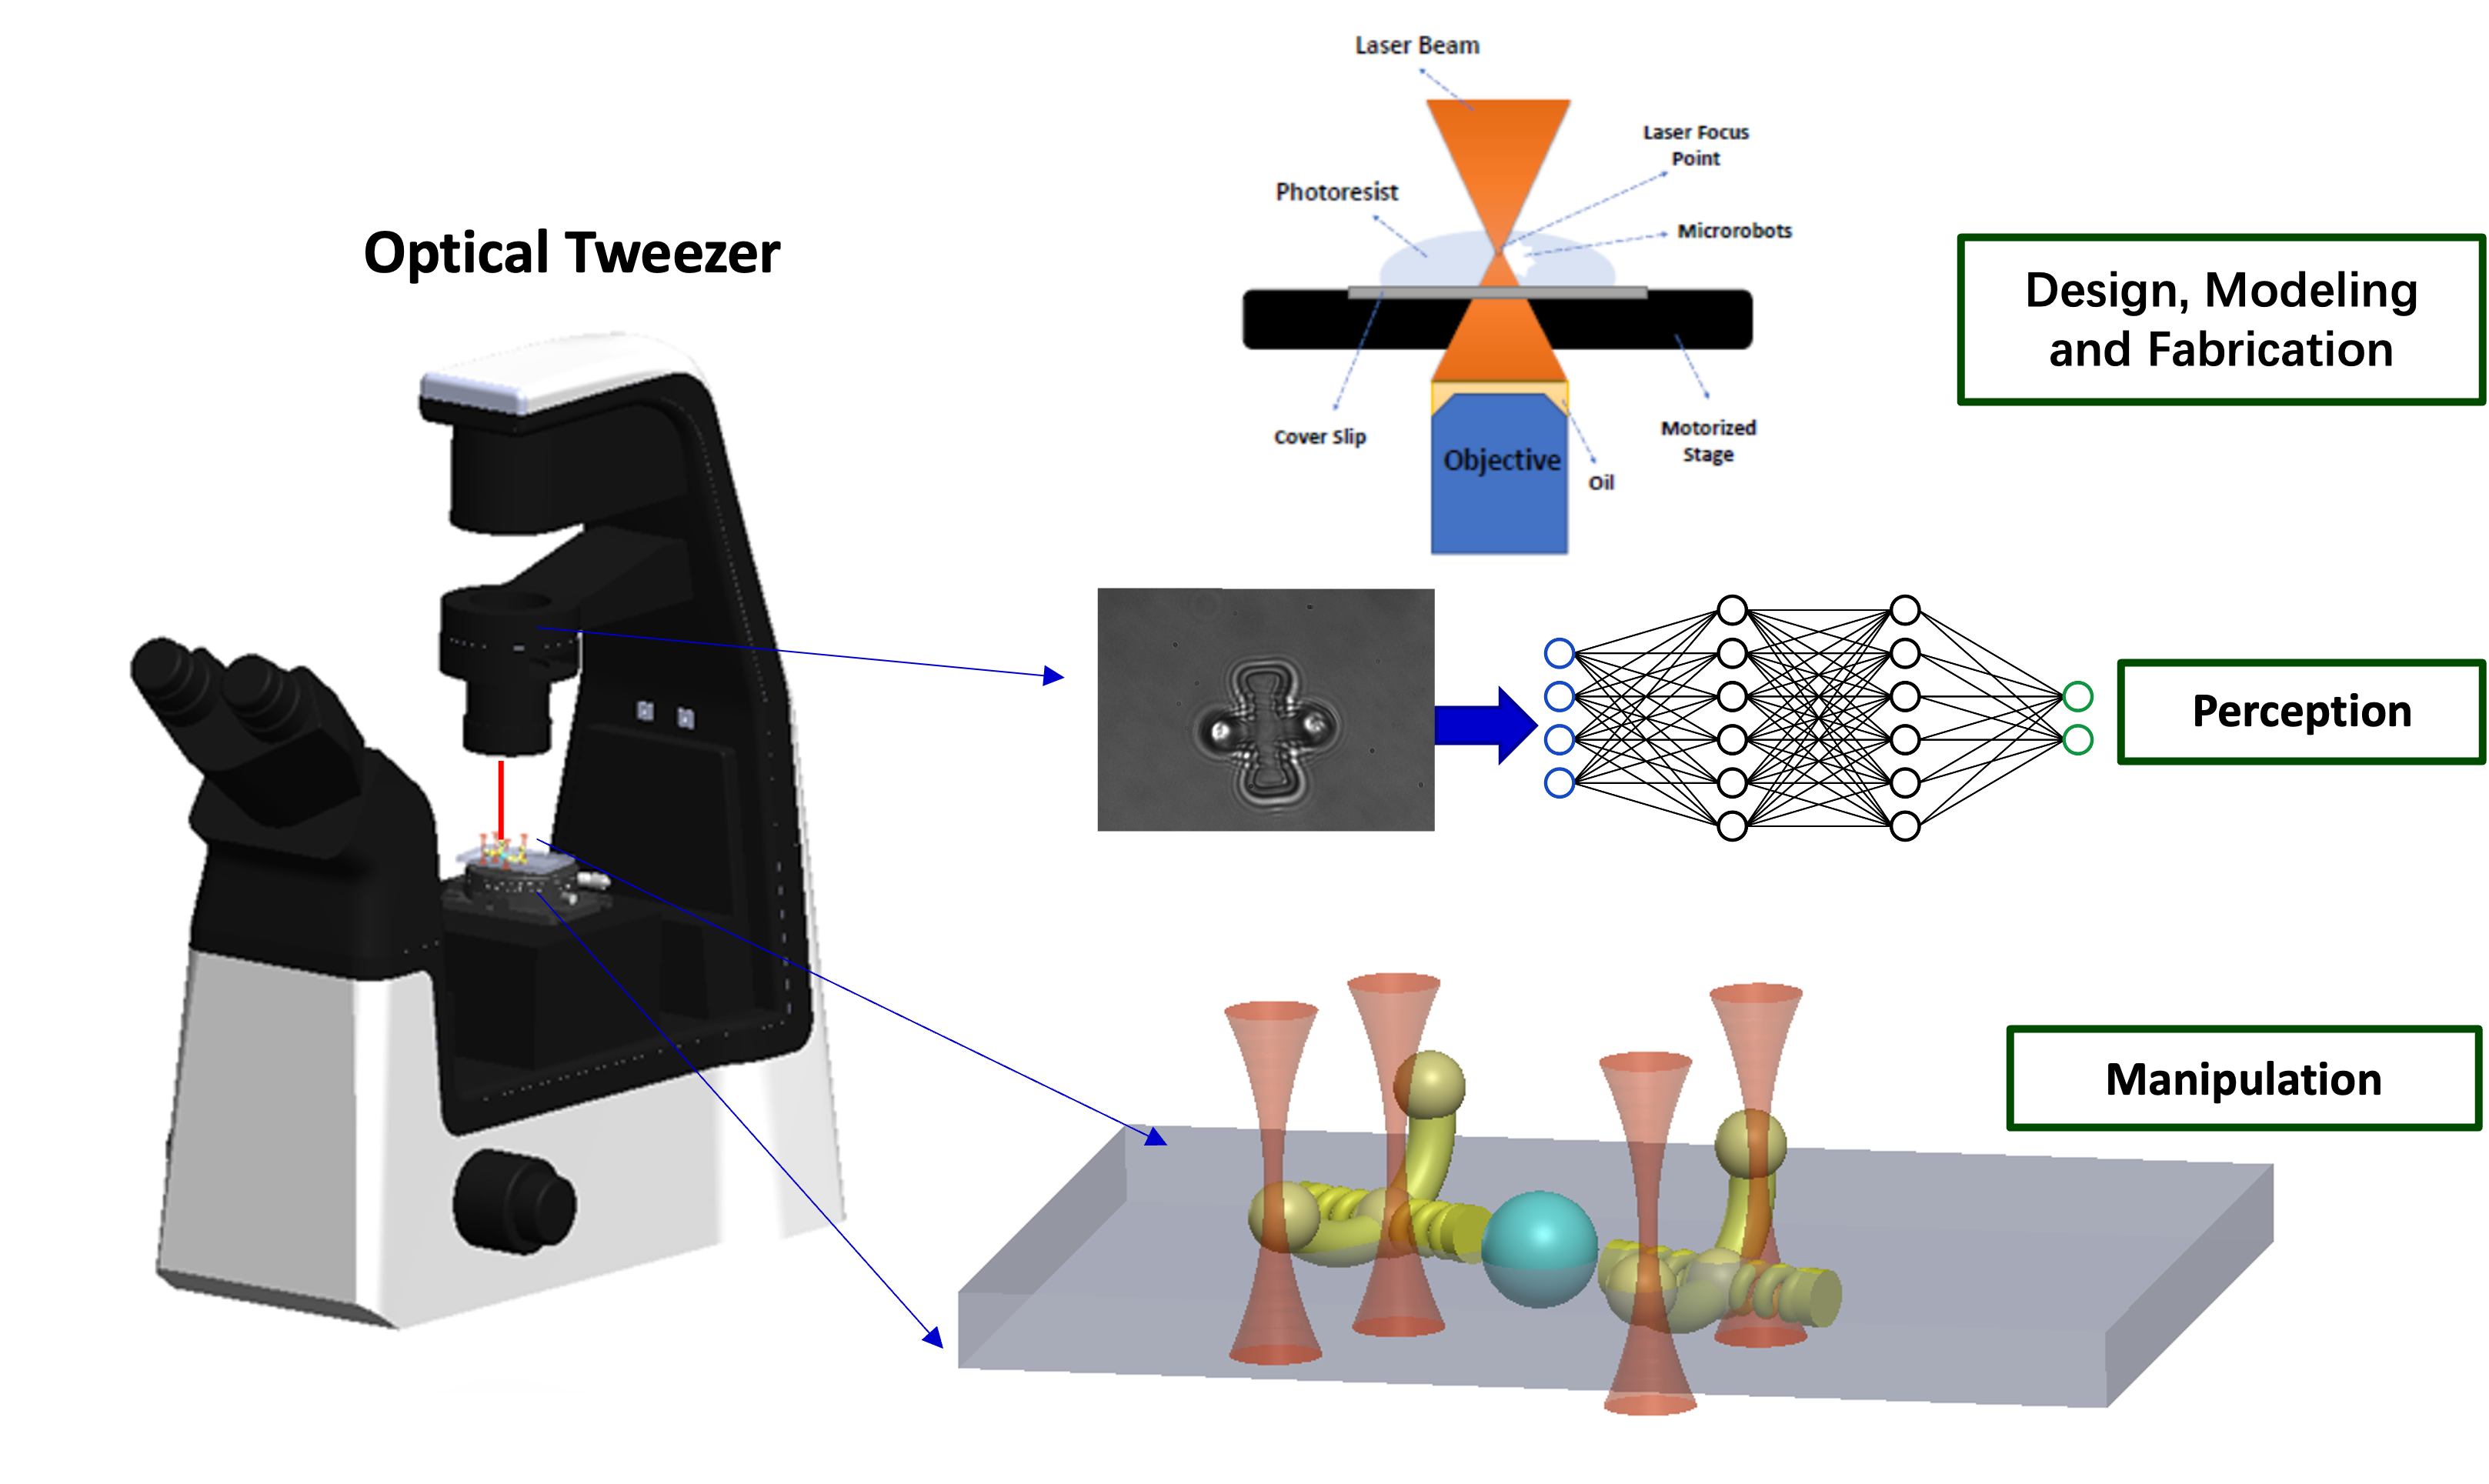 Optical Tweezer
Laser Beam
Laser Focus
Point
Photoresist
Microrobots
Cover Slip
Objective
Motorized
Stage
Oil
Design, Modeling
and Fabrication
Perception
Manipulation